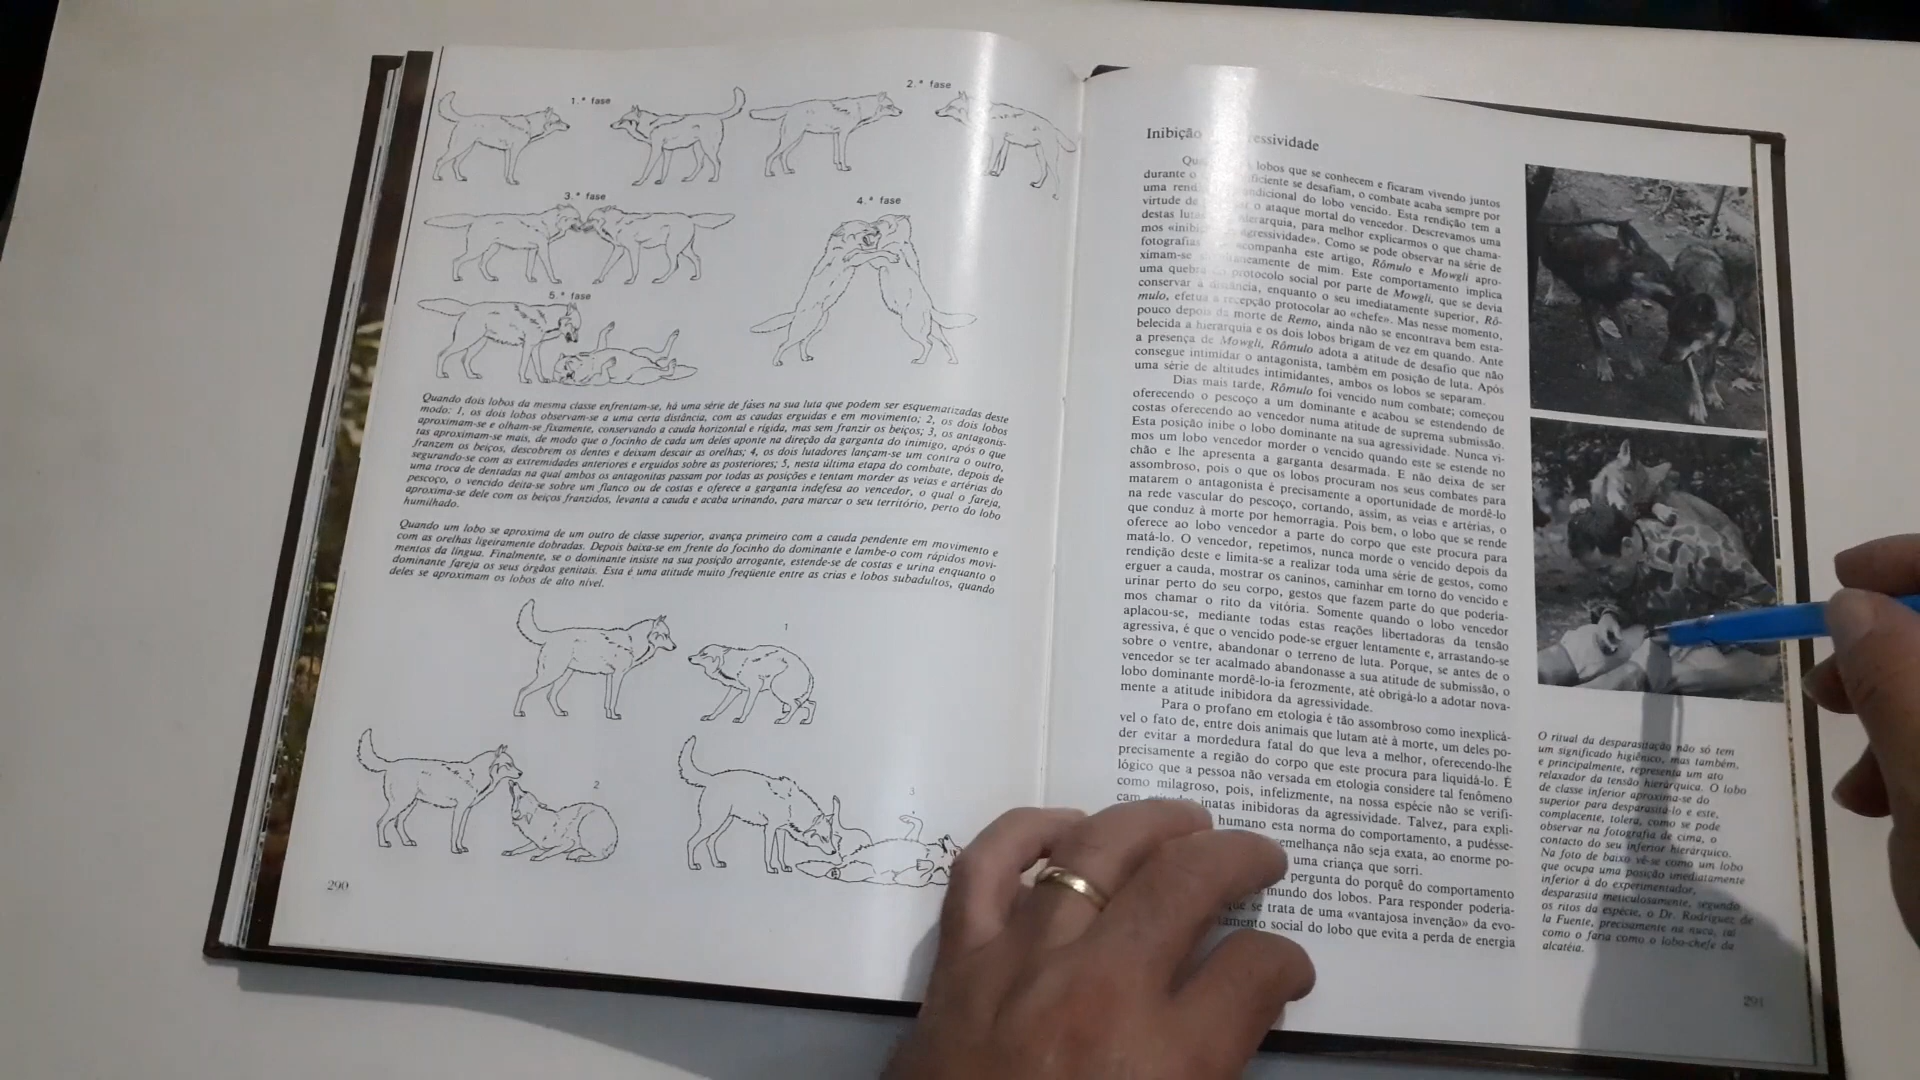 1.ª fase
2.ª fase
3.ª fase
4.ª fase
5.ª fase
Quando dois lobos da mesma classe enfrentam-se, há uma série de fáses na sua luta que podem ser esquematizadas deste
modo: 1, os dois lobos observam-se a uma certa distância, com as caudas erguidas e em movimento; 2, os dois lobos
aproximam-se e olham-se fixamente, conservando a cauda horizontal e rígida, mas sem franzir os beiços; 3, os antagonis-
tas aproximam-se mais, de modo que o focinho de cada um deles aponte na direção da garganta do inimigo, após o que
franzem os beiços, descobrem os dentes e deixam descair as orelhas; 4, os dois lutadores lançam-se um contra o outro,
segurando-se com as extremidades anteriores e erguidos sobre as posteriores; 5, nesta última etapa do combate, depois de
uma troca de dentadas na qual ambos os antagonitas passam por todas as posições e tentam morder as veias e artérias do
pescoço, o vencido deita-se sobre um flanco ou de costas e oferece a garganta indefesa ao vencedor, o qual o fareja,
aproxima-se dele com os beiços franzidos, levanta a cauda e acaba urinando, para marcar o seu território, perto do lobo
humilhado.
Quando um lobo se aproxima de um outro de classe superior, avança primeiro com a cauda pendente em movimento e
com as orelhas ligeiramente dobradas. Depois baixa-se em frente do focinho do dominante e lambe-o com rápidos movi-
mentos da língua. Finalmente, se o dominante insiste na sua posição arrogante, estende-se de costas e urina enquanto o
dominante fareja os seus órgãos genitais. Esta é uma atitude muito freqüente entre as crias e lobos subadultos, quando
deles se aproximam os lobos de alto nível.
1
2
3
290
Inibição agressividade
lobos que se conhecem e ficaram vivendo juntos
durante o se desafiam, o combate acaba sempre por
uma do lobo vencido. Esta rendição tem a
virtude de o ataque mortal do vencedor. Descrevamos uma
destas para melhor explicarmos o que chama-
mos Como se pode observar na série de
fotografias acompanha este artigo, Rômulo e Mowgli apro-
ximam-se de mim. Este comportamento implica
uma protocolo social por parte de Mowgli, que se devia
conservar à distância, enquanto o seu imediatamente superior, Rô-
mulo, efetua a recepção protocolar ao «chefe». Mas nesse momento,
pouco depois da morte de Remo, ainda não se encontrava bem esta-
belecida a hierarquia e os dois lobos brigam de vez em quando. Ante
a presença de Mowgli, Rômulo adota a atitude de desafio que não
consegue intimidar o antagonista, também em posição de luta. Após
uma série de altitudes intimidantes, ambos os lobos se separam.
Dias mais tarde, Rômulo foi vencido num combate; começou
oferecendo o pescoço a um dominante e acabou se estendendo de
costas oferecendo ao vencedor numa atitude de suprema submissão.
Esta posição inibe o lobo dominante na sua agressividade. Nunca vi-
mos um lobo vencedor morder o vencido quando este se estende no
chão e lhe apresenta a garganta desarmada. E não deixa de ser
assombroso, pois o que os lobos procuram nos seus combates para
matarem o antagonista é precisamente a oportunidade de mordê-lo
na rede vascular do pescoço, cortando, assim, as veias e artérias, o
que conduz à morte por hemorragia. Pois bem, o lobo que se rende
oferece ao lobo vencedor a parte do corpo que este procura para
matá-lo. O vencedor, repetimos, nunca morde o vencido depois da
rendição deste e limita-se a realizar toda uma série de gestos, como
erguer a cauda, mostrar os caninos, caminhar em torno do vencido e
urinar perto do seu corpo, gestos que fazem parte do que podería-
mos chamar o rito da vitória. Somente quando o lobo vencedor
aplacou-se, mediante todas estas reações libertadoras da tensão
agressiva, é que o vencido pode-se erguer lentamente e, arrastando-se
sobre o ventre, abandonar o terreno de luta. Porque, se antes de o
vencedor se ter acalmado abandonasse a sua atitude de submissão, o
lobo dominante mordê-lo-ia ferozmente, até obrigá-lo a adotar nova-
mente a atitude inibidora da agressividade.
Para o profano em etologia é tão assombroso como inexplicá-
vel o fato de, entre dois animais que lutam até à morte, um deles po-
der evitar a mordedura fatal do que leva a melhor, oferecendo-lhe
precisamente a região do corpo que este procura para liquidá-lo. É
lógico que a pessoa não versada em etologia considere tal fenômeno
como milagroso, pois, infelizmente, na nossa espécie não se verifi-
cam inatas inibidoras da agressividade. Talvez, para expli-
humano esta norma do comportamento, a pudésse-
semelhança não seja exata, ao enorme po-
uma criança que sorri.
pergunta do porquê do comportamento
mundo dos lobos. Para responder podería-
que se trata de uma «vantajosa invenção» da evo-
social do lobo que evita a perda de energia
O ritual da desparasitação não só tem
um significado higiênico, mas também,
e principalmente, representa um ato
relaxador da tensão hierárquica. O lobo
de classe inferior aproxima-se do
superior para desparasitá-lo e este,
complacente, tolera, como se pode
observar na fotografia de cima, o
contacto do seu inferior hierárquico.
Na foto de baixo vê-se como um lobo
que ocupa uma posição imediatamente
inferior à do experimentador,
desparasita meticulosamente, segundo
os ritos da espécie, o Dr. Rodríguez de
la Fuente, precisamente na nuca, tal
como o faria como o lobo-chefe da
alcatéia.
291